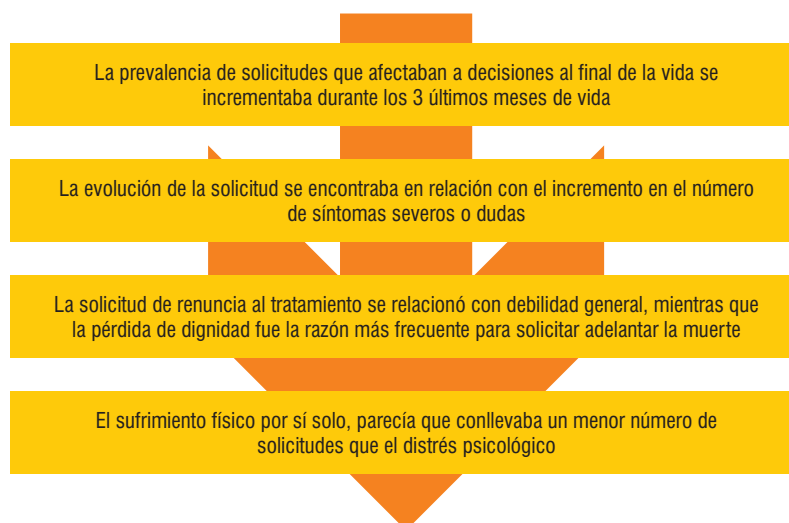 La prevalencia de solicitudes que afectaban a decisiones al final de la vida se
incrementaba durante los 3 últimos meses de vida
La evolución de la solicitud se encontraba en relación con el incremento en el número
de síntomas severos o dudas
La solicitud de renuncia al tratamiento se relacionó con debilidad general, mientras que
la pérdida de dignidad fue la razón más frecuente para solicitar adelantar la muerte
El sufrimiento físico por sí solo, parecía que conllevaba un menor número de
solicitudes que el distrés psicológico